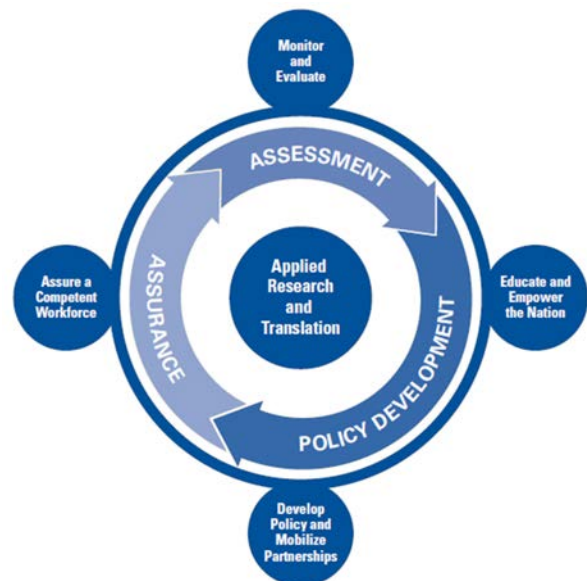 Monitor
and
Evaluate
ASSESSMENT
Assure a
Competent
Workforce
ASSURANCE
Applied
Research
and
Translation
Educate and
Empower
the Nation
POLICY DEVELOPMENT
Develop
Policy and
Mobilize
Partnerships